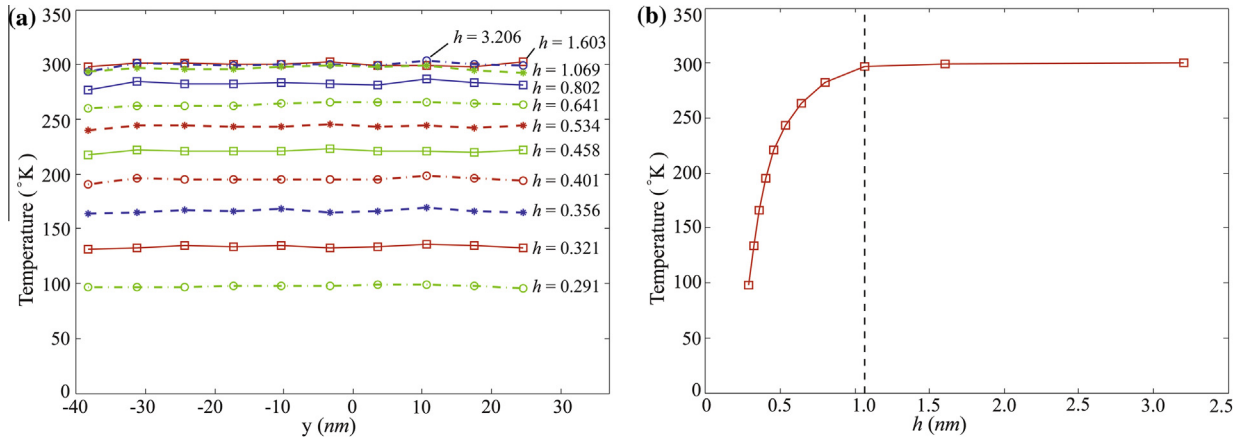 (a)
350
300
250
200
150
100
50
0
Temperature ( °K )
h = 3.206
h = 1.603
h = 1.069
h = 0.802
h = 0.641
h = 0.534
h = 0.458
h = 0.401
h = 0.356
h = 0.321
h = 0.291
-40 -30 -20 -10 0 10 20 30
y (nm)
(b)
350
300
250
200
150
100
50
0
Temperature ( °K )
0 0.5 1.0 1.5 2.0 2.5 3.0 2.5
h (nm)